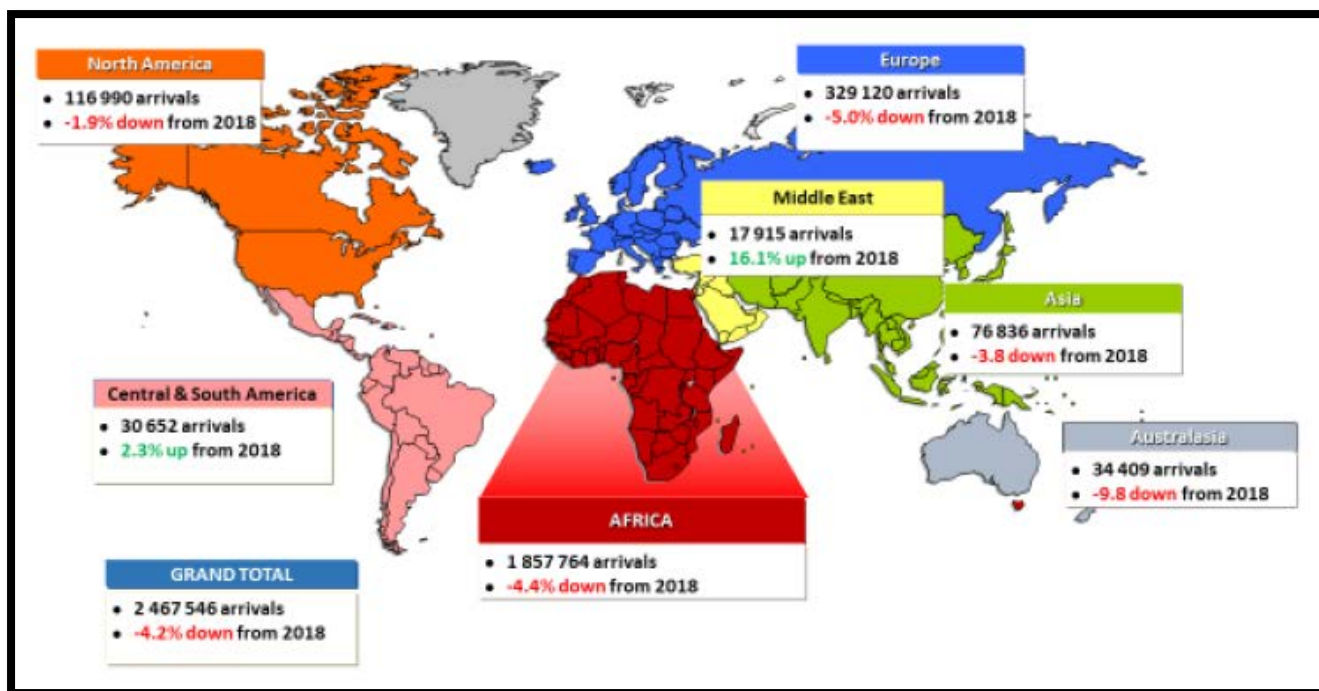 North America
• 116 990 arrivals
• -1.9% down from 2018
Europe
• 329 120 arrivals
• -5.0% down from 2018
Middle East
• 17 915 arrivals
• 16.1% up from 2018
Asia
• 76 836 arrivals
• -3.8 down from 2018
Central & South America
• 30 652 arrivals
• 2.3% up from 2018
Australasia
• 34 409 arrivals
• -9.8 down from 2018
AFRICA
• 1 857 764 arrivals
• -4.4% down from 2018
GRAND TOTAL
• 2 467 546 arrivals
• -4.2% down from 2018